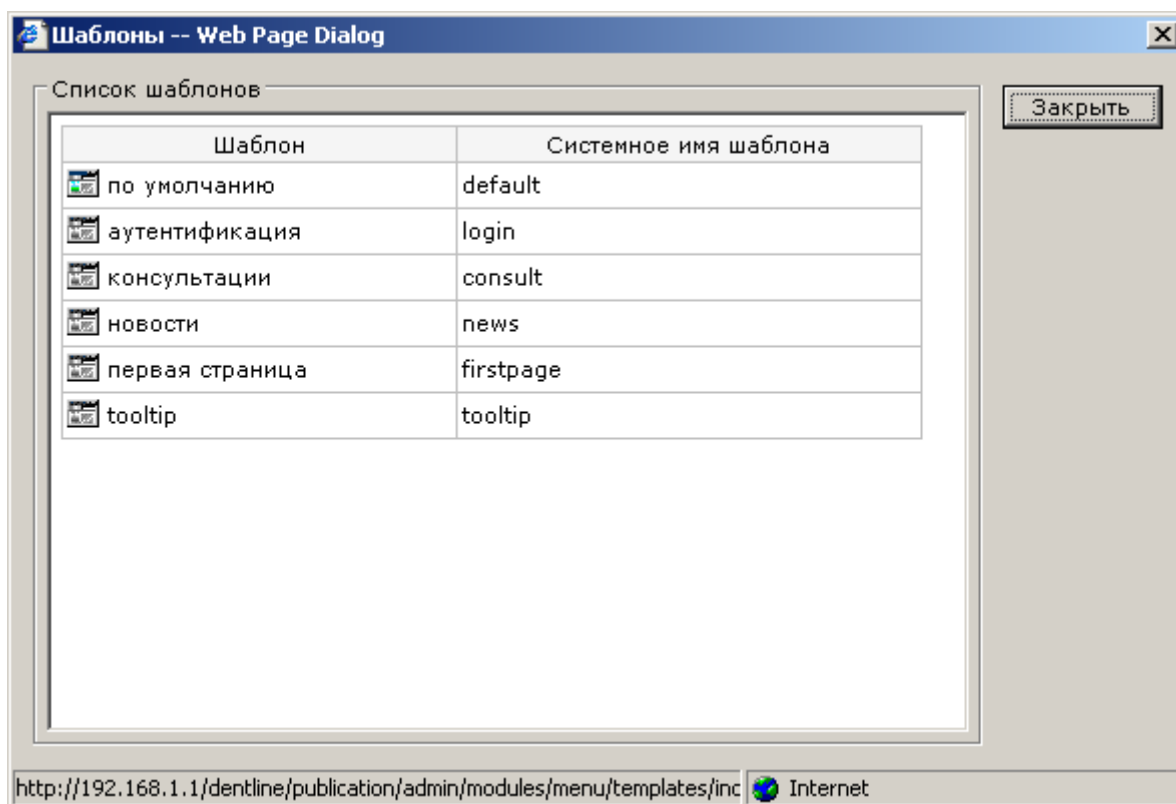 Шаблоны -- Web Page Dialog
Список шаблонов
Закрыть
Шаблон Системное имя шаблона
по умолчанию default
аутентификация login
консультации consult
новости news
первая страница firstpage
tooltip tooltip
http://192.168.1.1/dentline/publication/admin/modules/menu/templates/inc Internet